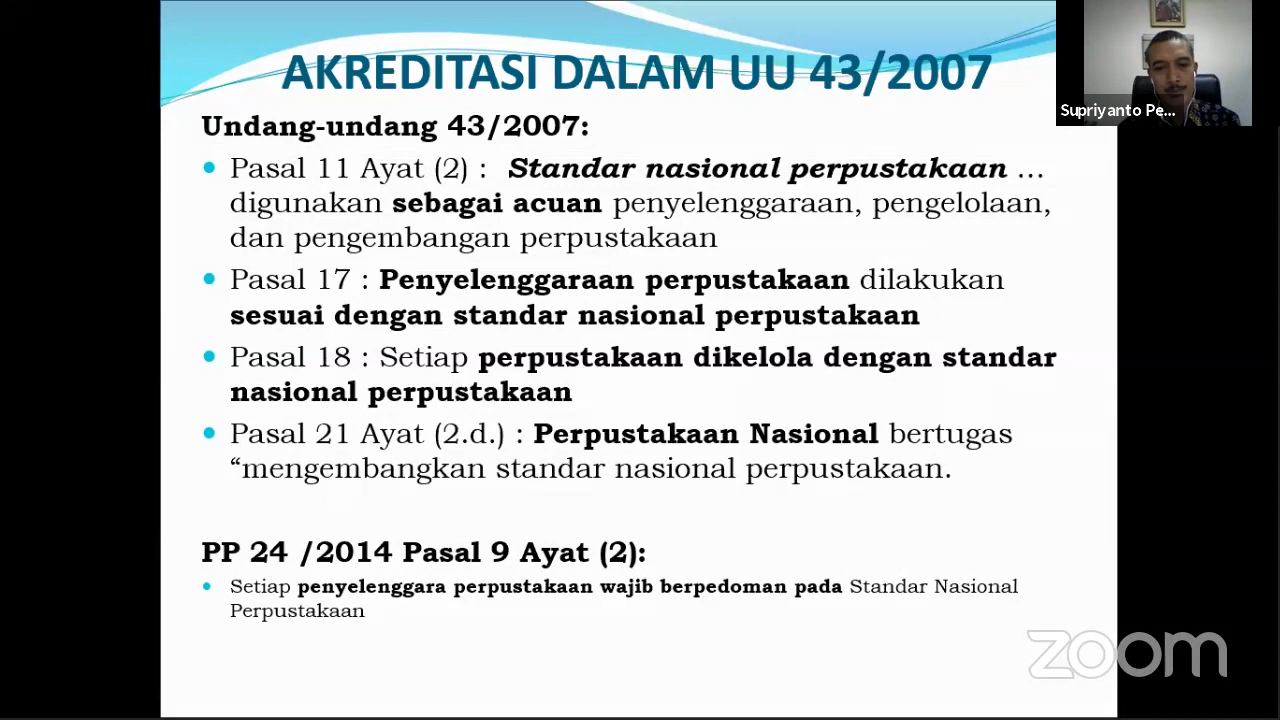 AKREDITASI DALAM UU 43/2007
Supriyanto Pe...
Undang-undang 43/2007:
• Pasal 11 Ayat (2) : Standar nasional perpustakaan …
digunakan sebagai acuan penyelenggaraan, pengelolaan,
dan pengembangan perpustakaan
• Pasal 17 : Penyelenggaraan perpustakaan dilakukan
sesuai dengan standar nasional perpustakaan
• Pasal 18 : Setiap perpustakaan dikelola dengan standar
nasional perpustakaan
• Pasal 21 Ayat (2.d.) : Perpustakaan Nasional bertugas
“mengembangkan standar nasional perpustakaan.
PP 24 /2014 Pasal 9 Ayat (2):
• Setiap penyelenggara perpustakaan wajib berpedoman pada Standar Nasional
Perpustakaan
zoom